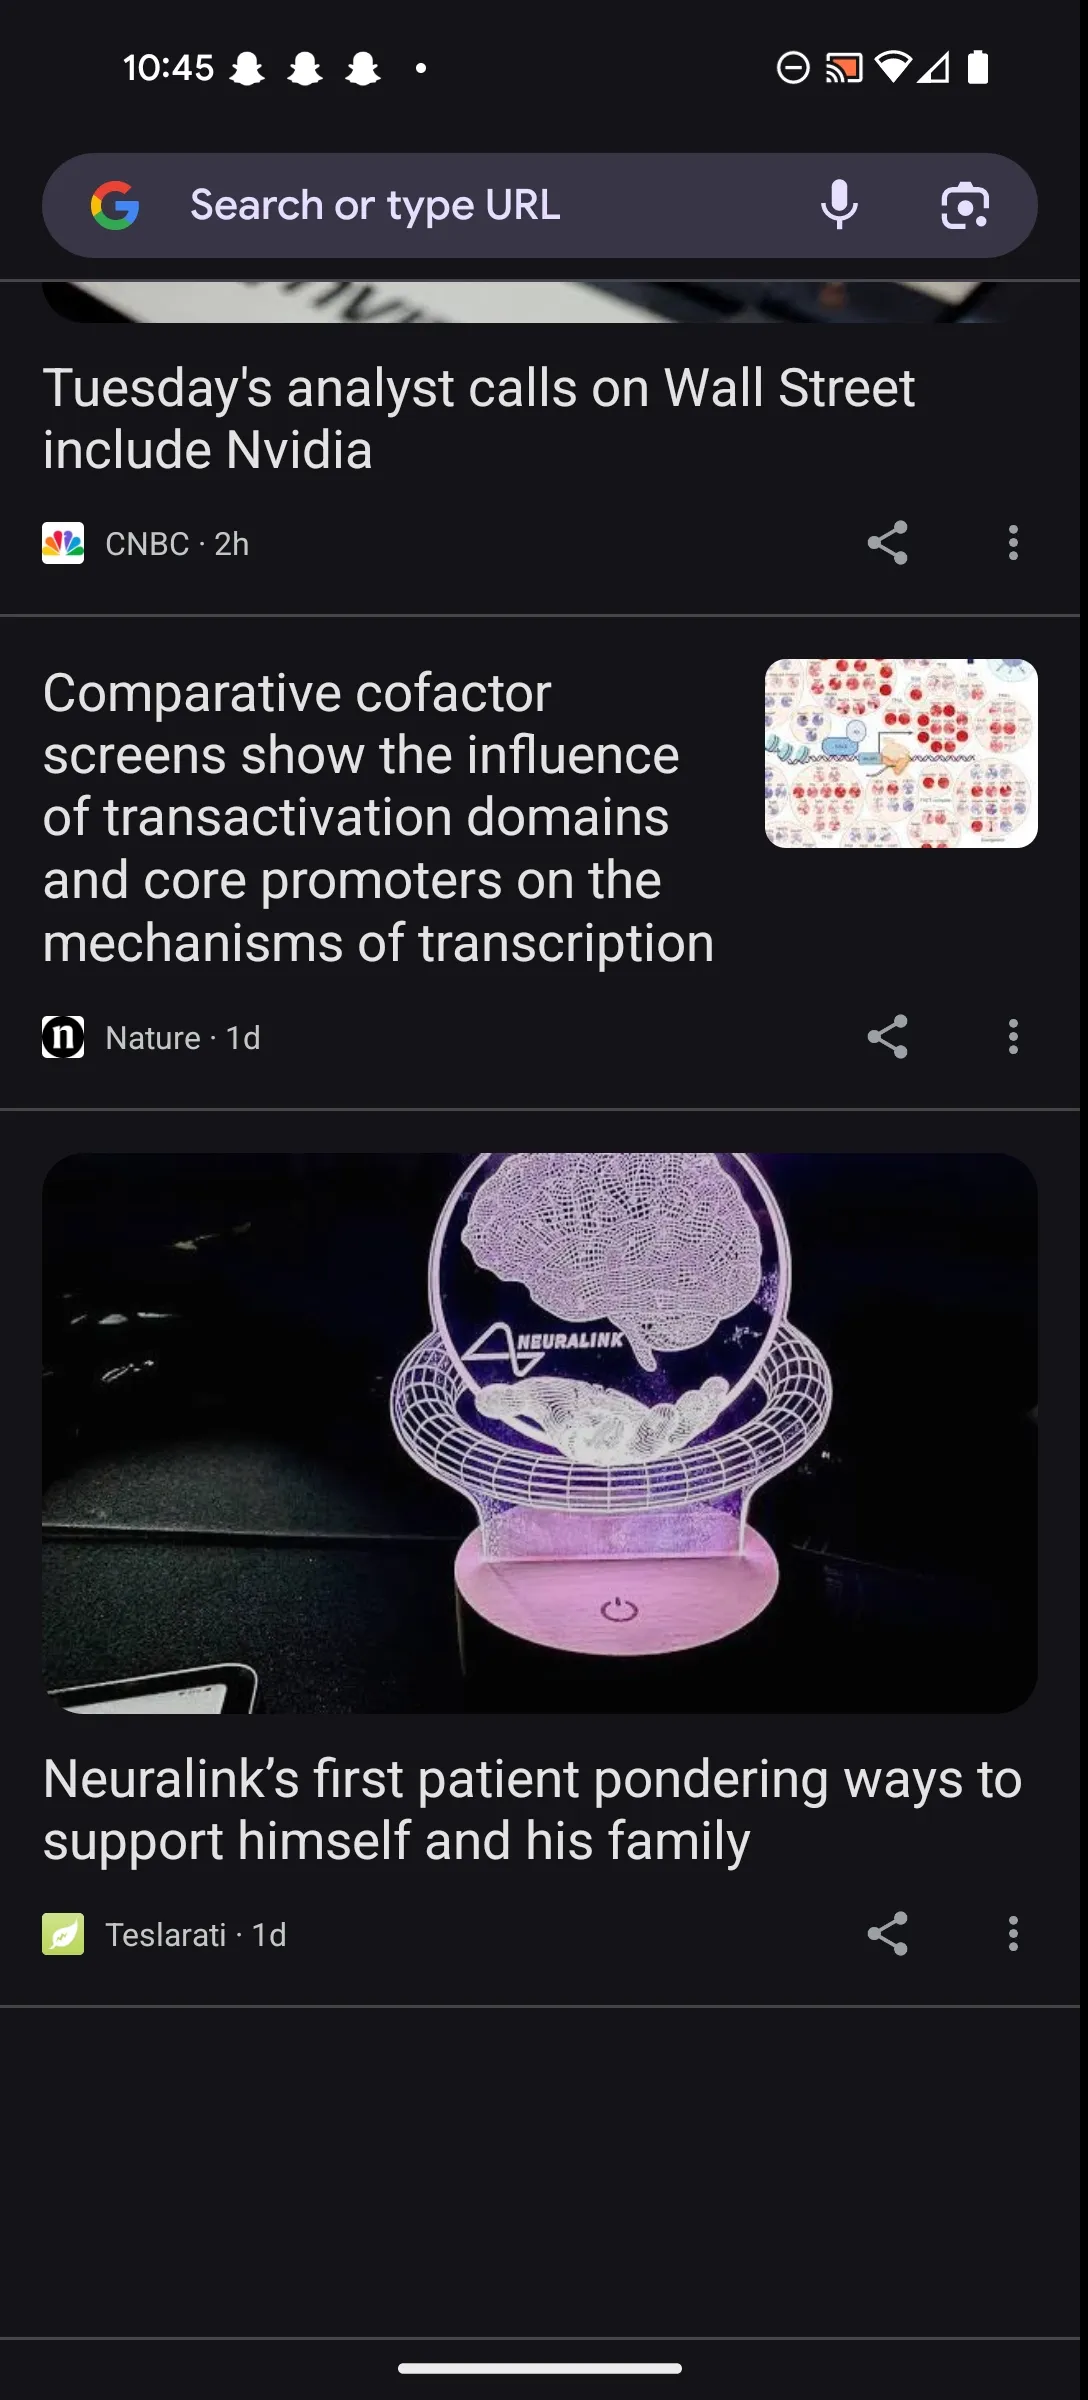 10:45
Search or type URL
Tuesday's analyst calls on Wall Street
include Nvidia
CNBC · 2h
Comparative cofactor
screens show the influence
of transactivation domains
and core promoters on the
mechanisms of transcription
n
Nature · 1d
NEURALINK
Neuralink’s first patient pondering ways to
support himself and his family
Teslarati · 1d